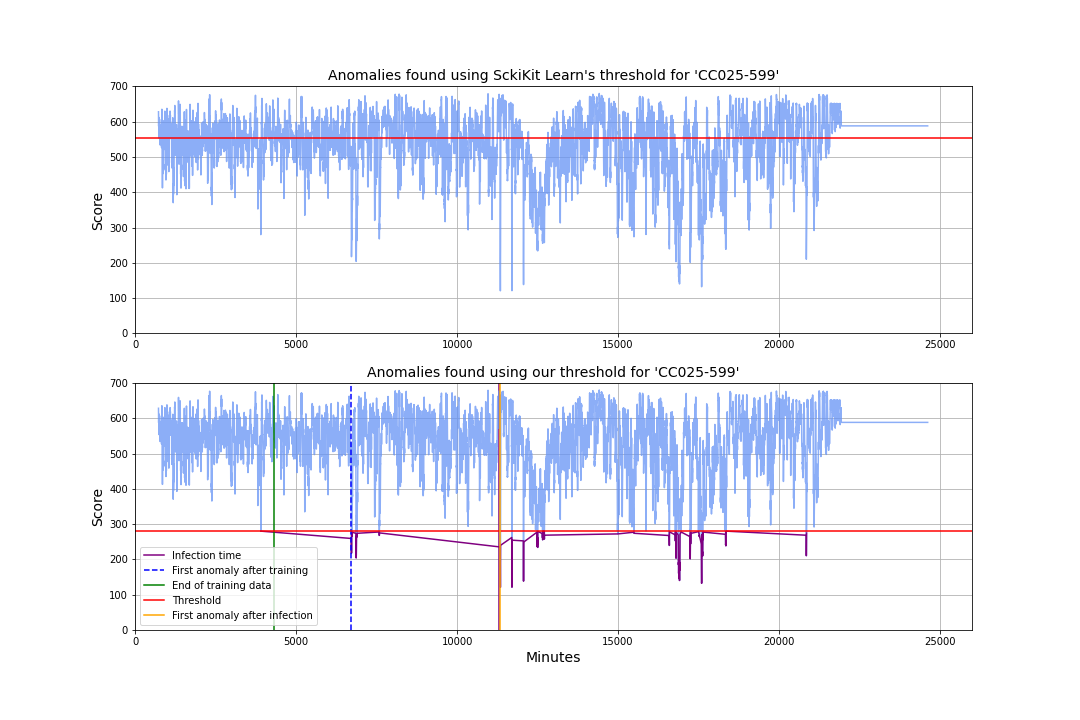 Anomalies found using SckiKit Learn's threshold for 'CC025-599'
700
600
500
400
300
200
100
0
Score
0 5000 10000 15000 20000 25000
Anomalies found using our threshold for 'CC025-599'
700
600
500
400
300
200
100
0
Score
Infection time
First anomaly after training
End of training data
Threshold
First anomaly after infection
0 5000 10000 15000 20000 25000
Minutes